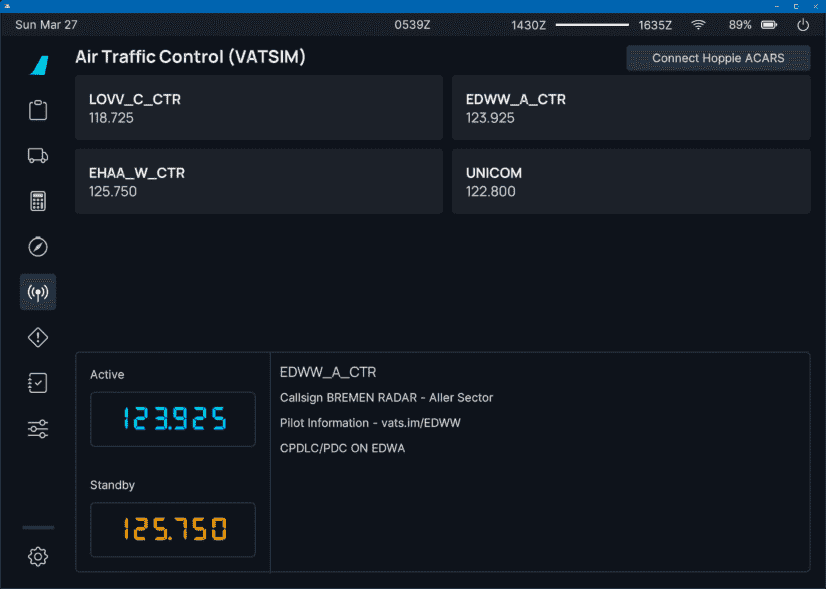 Sun Mar 27 0539Z 1430Z 1635Z 89%
Air Traffic Control (VATSIM) Connect Hoppie ACARS
LOVV_C_CTR
118.725
EDWW_A_CTR
123.925
EHAA_W_CTR
125.750
UNICOM
122.800
Active
123.925
Standby
125.750
EDWW_A_CTR
Callsign BREMEN RADAR - Aller Sector
Pilot Information - vats.im/EDWW
CPDLC/PDC ON EDWA